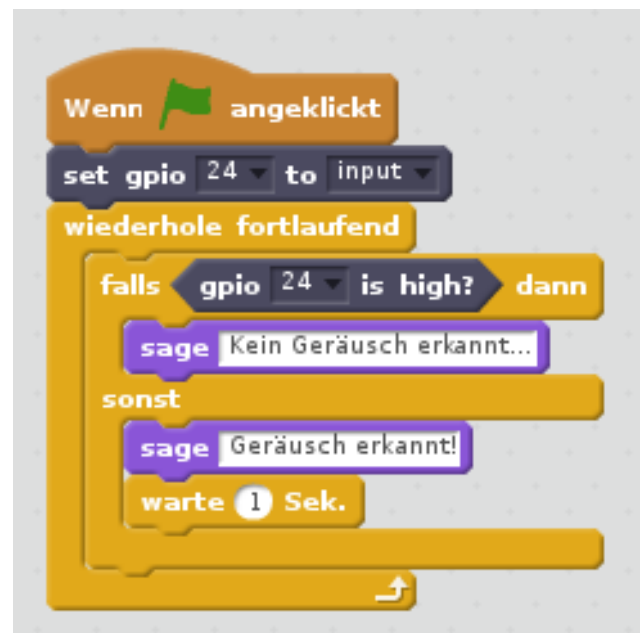 Wenn angeklickt
set gpio 24 to input
wiederhole fortlaufend
falls gpio 24 is high? dann
sage Kein Geräusch erkannt...
sonst
sage Geräusch erkannt!
warte 1 Sek.